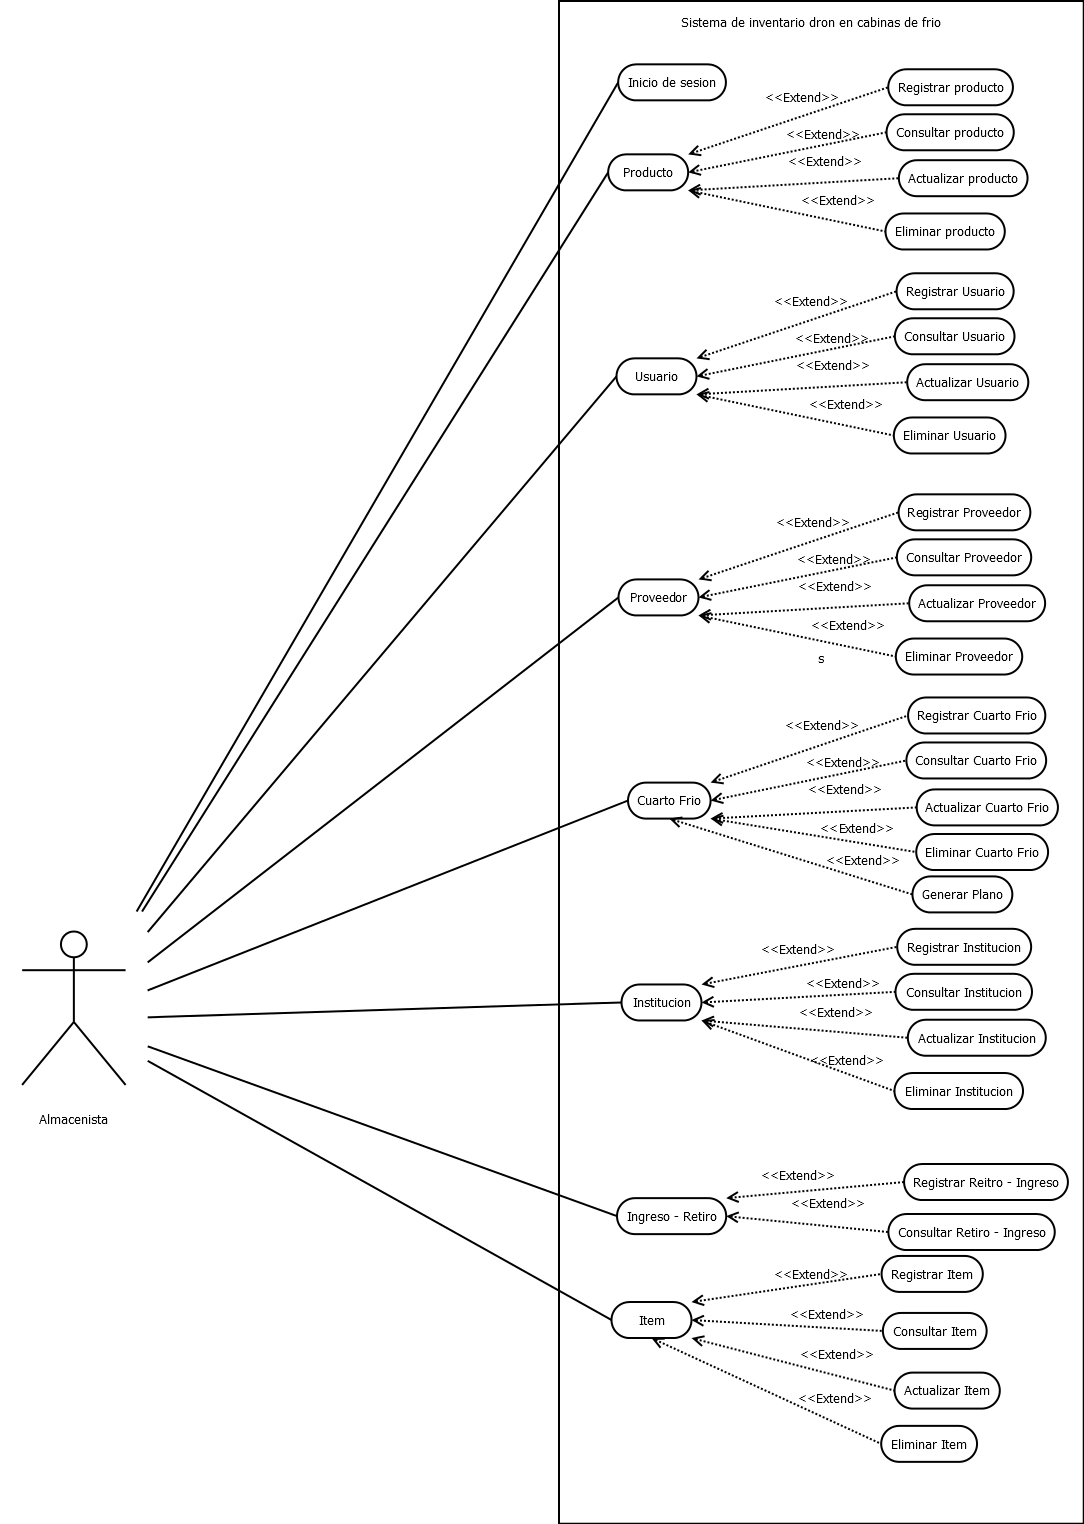 Sistema de inventario dron en cabinas de frio
Inicio de sesion
<<Extend>>
Registrar producto
<<Extend>>
Consultar producto
Producto
<<Extend>>
Actualizar producto
<<Extend>>
Eliminar producto
<<Extend>>
Registrar Usuario
<<Extend>>
Consultar Usuario
Usuario
<<Extend>>
Actualizar Usuario
<<Extend>>
Eliminar Usuario
<<Extend>>
Registrar Proveedor
<<Extend>>
Consultar Proveedor
Proveedor
<<Extend>>
Actualizar Proveedor
<<Extend>>
Eliminar Proveedor
s
<<Extend>>
Registrar Cuarto Frio
<<Extend>>
Consultar Cuarto Frio
Cuarto Frio
<<Extend>>
Actualizar Cuarto Frio
<<Extend>>
Eliminar Cuarto Frio
<<Extend>>
Generar Plano
<<Extend>>
Registrar Institucion
<<Extend>>
Consultar Institucion
Institucion
<<Extend>>
Actualizar Institucion
<<Extend>>
Eliminar Institucion
Almacenista
<<Extend>>
Registrar Reitro - Ingreso
<<Extend>>
Ingreso - Retiro
Consultar Retiro - Ingreso
<<Extend>>
Registrar Item
<<Extend>>
Item
Consultar Item
<<Extend>>
Actualizar Item
<<Extend>>
Eliminar Item